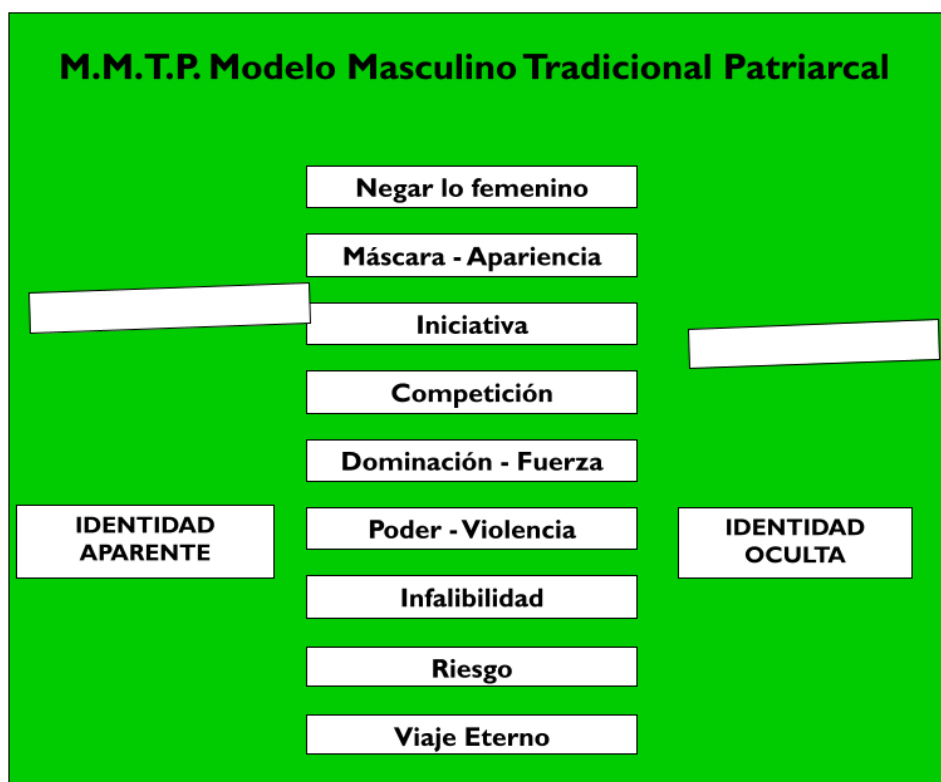 M.M.T.P. Modelo Masculino Tradicional Patriarcal
Negar lo femenino
Máscara - Apariencia
Iniciativa
Competición
Dominación - Fuerza
IDENTIDAD
APARENTE
Poder - Violencia
IDENTIDAD
OCULTA
Infalibilidad
Riesgo
Viaje Eterno